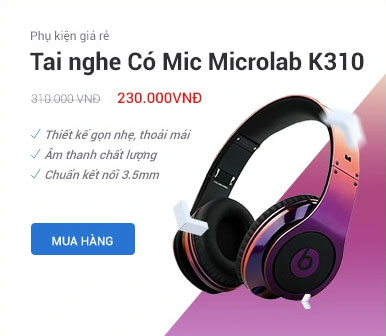 Phụ kiện giá rẻ
Tai nghe Có Mic Microlab K310
310.000 VNĐ 230.000VNĐ
Thiết kế gọn nhẹ, thoải mái
Âm thanh chất lượng
Chuẩn kết nối 3.5mm
MUA HÀNG